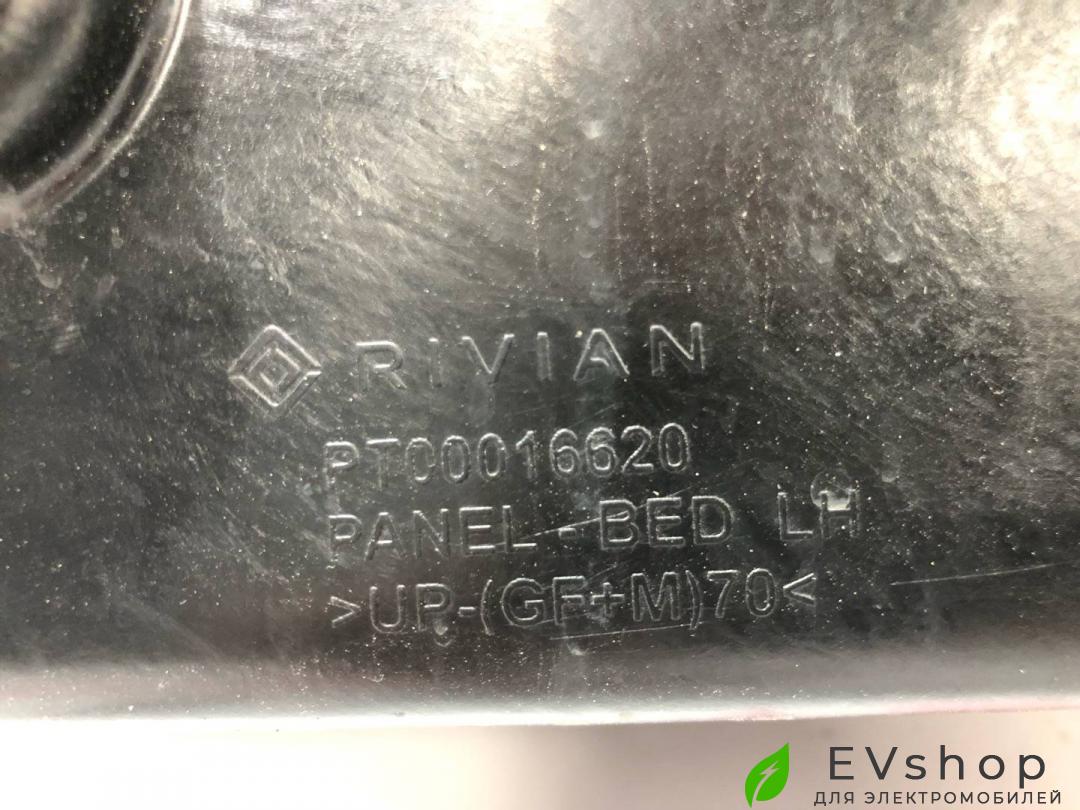 RIVIAN
PT00016620
PANEL - BED LH
>UP-(GF+M)70<
EVshop
ДЛЯ ЭЛЕКТРОМОБИЛЕЙ